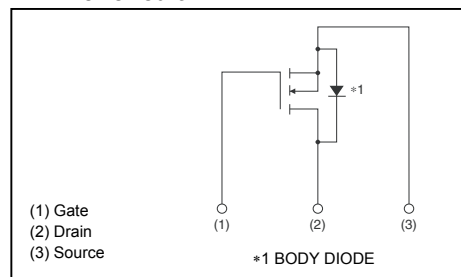 *1
(1) Gate
(2) Drain
(3) Source
(1) (2) (3)
*1 BODY DIODE